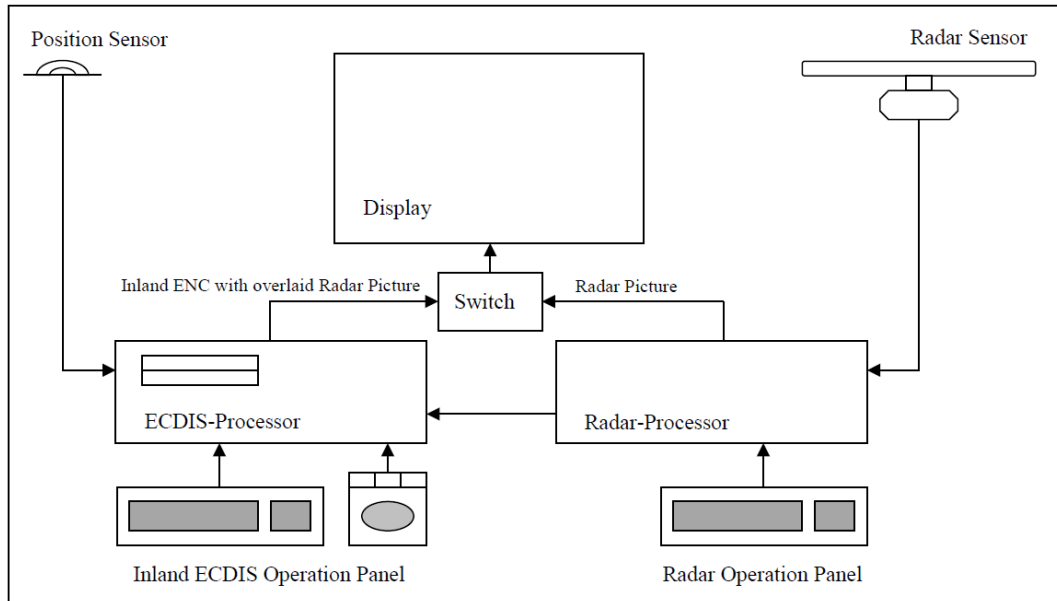 Position Sensor
Radar Sensor
Display
Inland ENC with overlaid Radar Picture
Switch
Radar Picture
ECDIS-Processor
Radar-Processor
Inland ECDIS Operation Panel
Radar Operation Panel